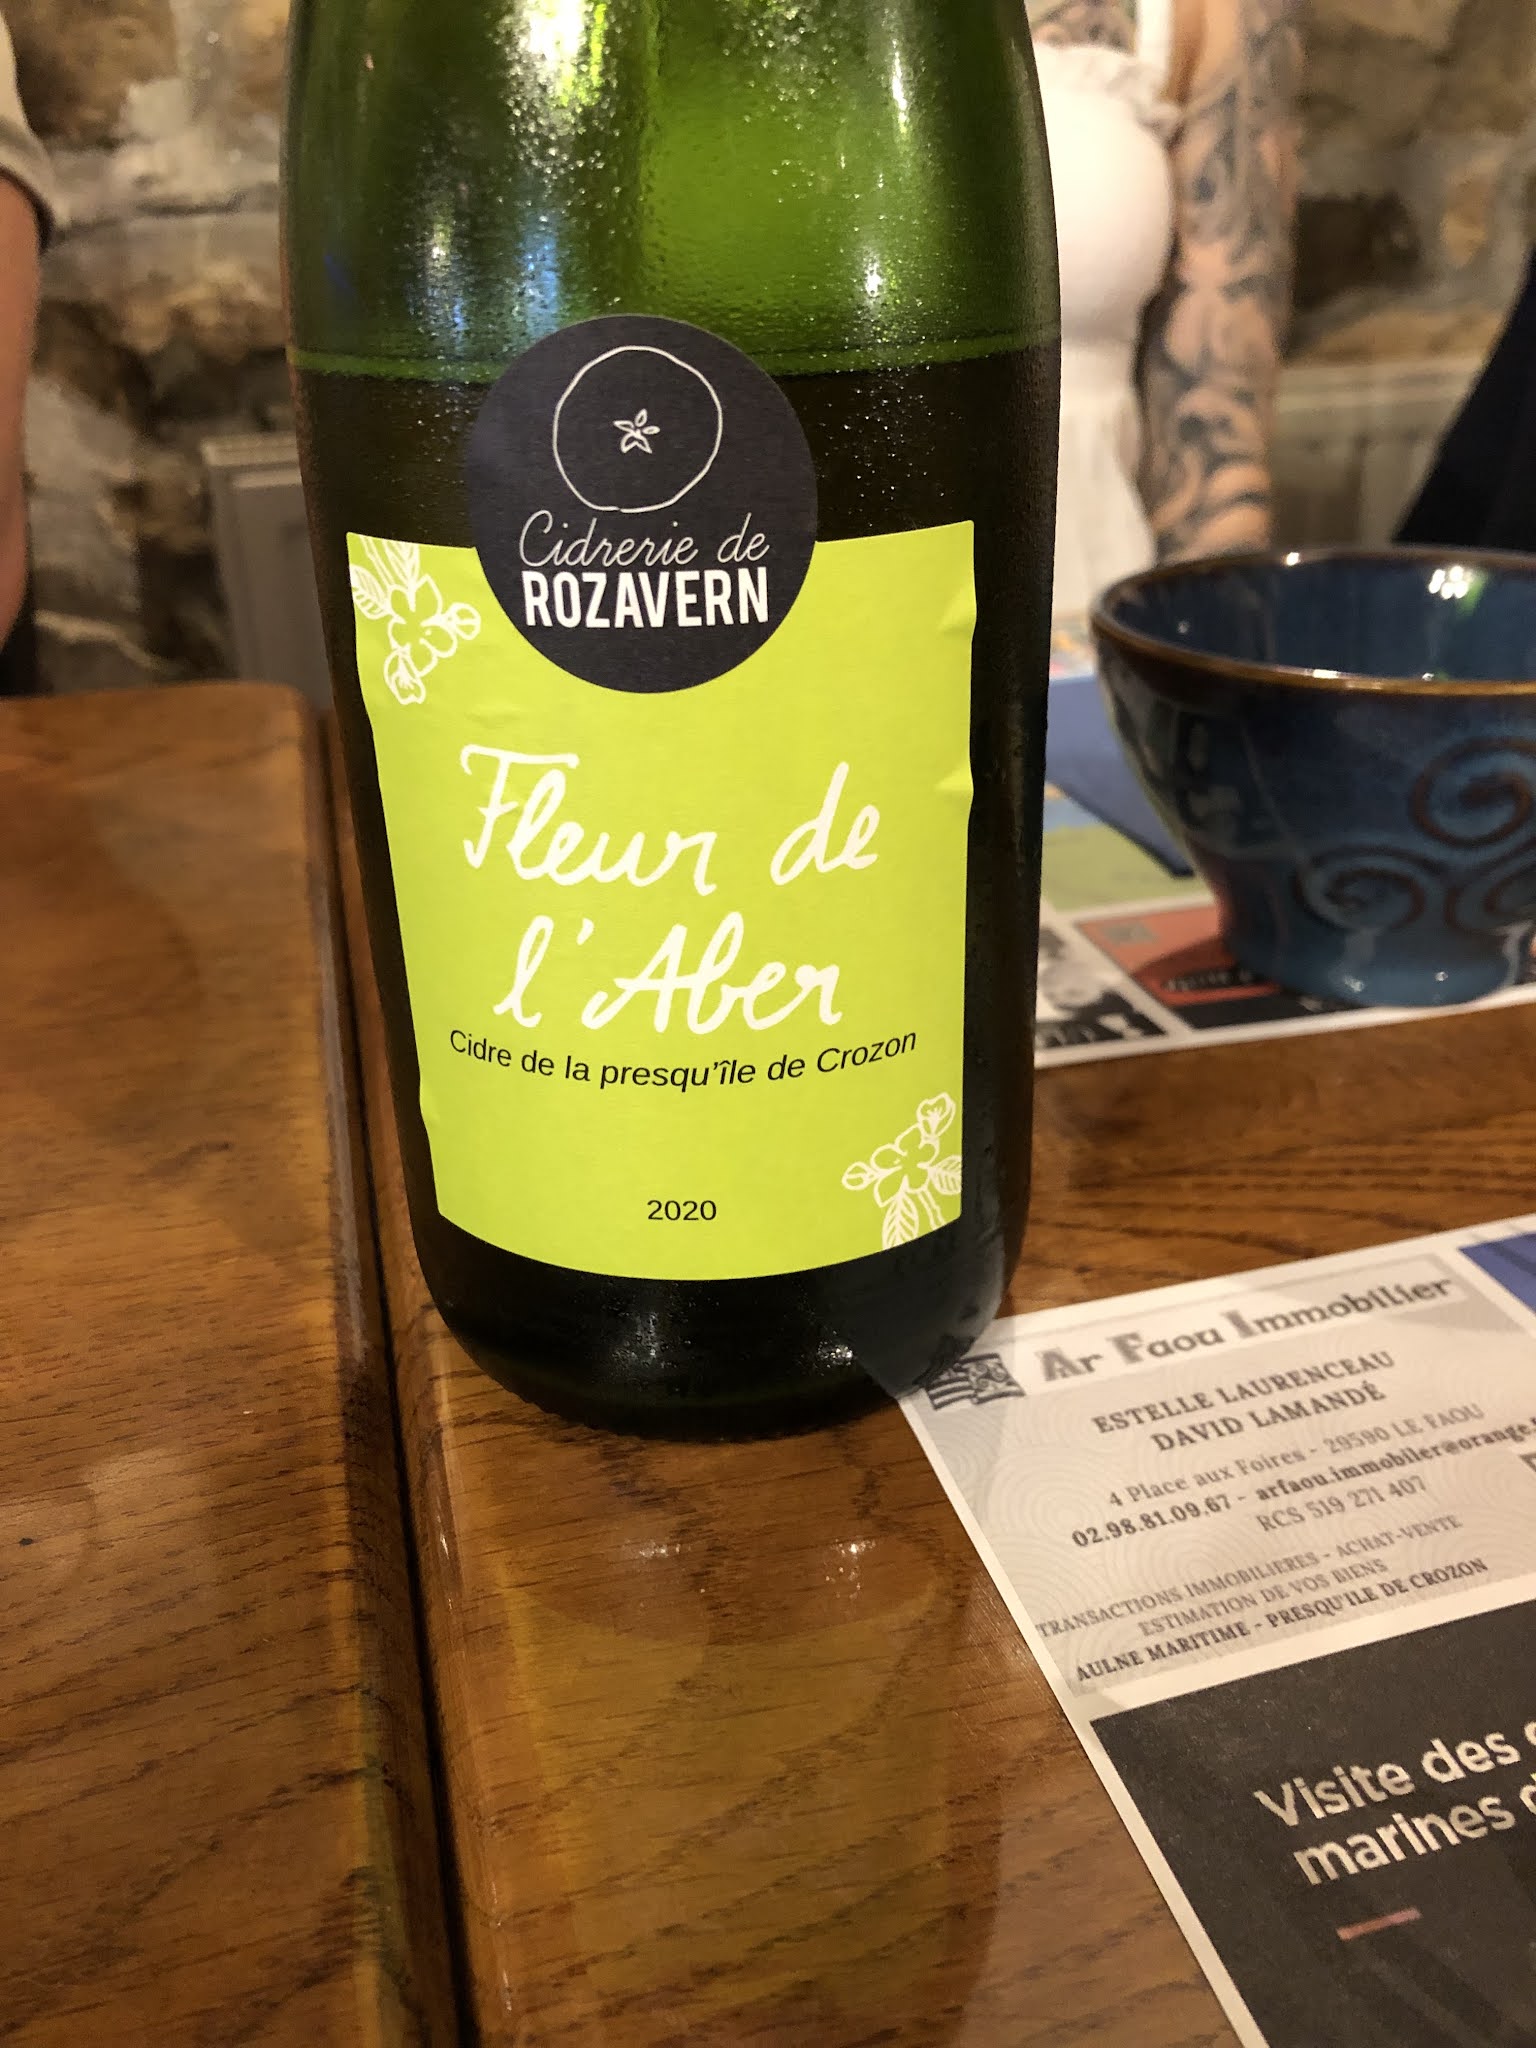 Cidrerie de
ROZAVERN
Fleur de
l'Aber
Cidre de la presqu'île de Crozon
2020
Ar Faou Immobilier
ESTELLE LAURENCEAU
DAVID LAMANDÉ
4 Place aux Foires - 29590 LE FAOU
02.98.81.09.67 - arfaou.immobiler@orange.
RCS 519 271 407
TRANSACTIONS IMMOBILIERES - ACHAT-VENTE
ESTIMATION DE VOS BIENS
AULNE MARITIME - PRESQU'ILE DE CROZON
Visite des
marines